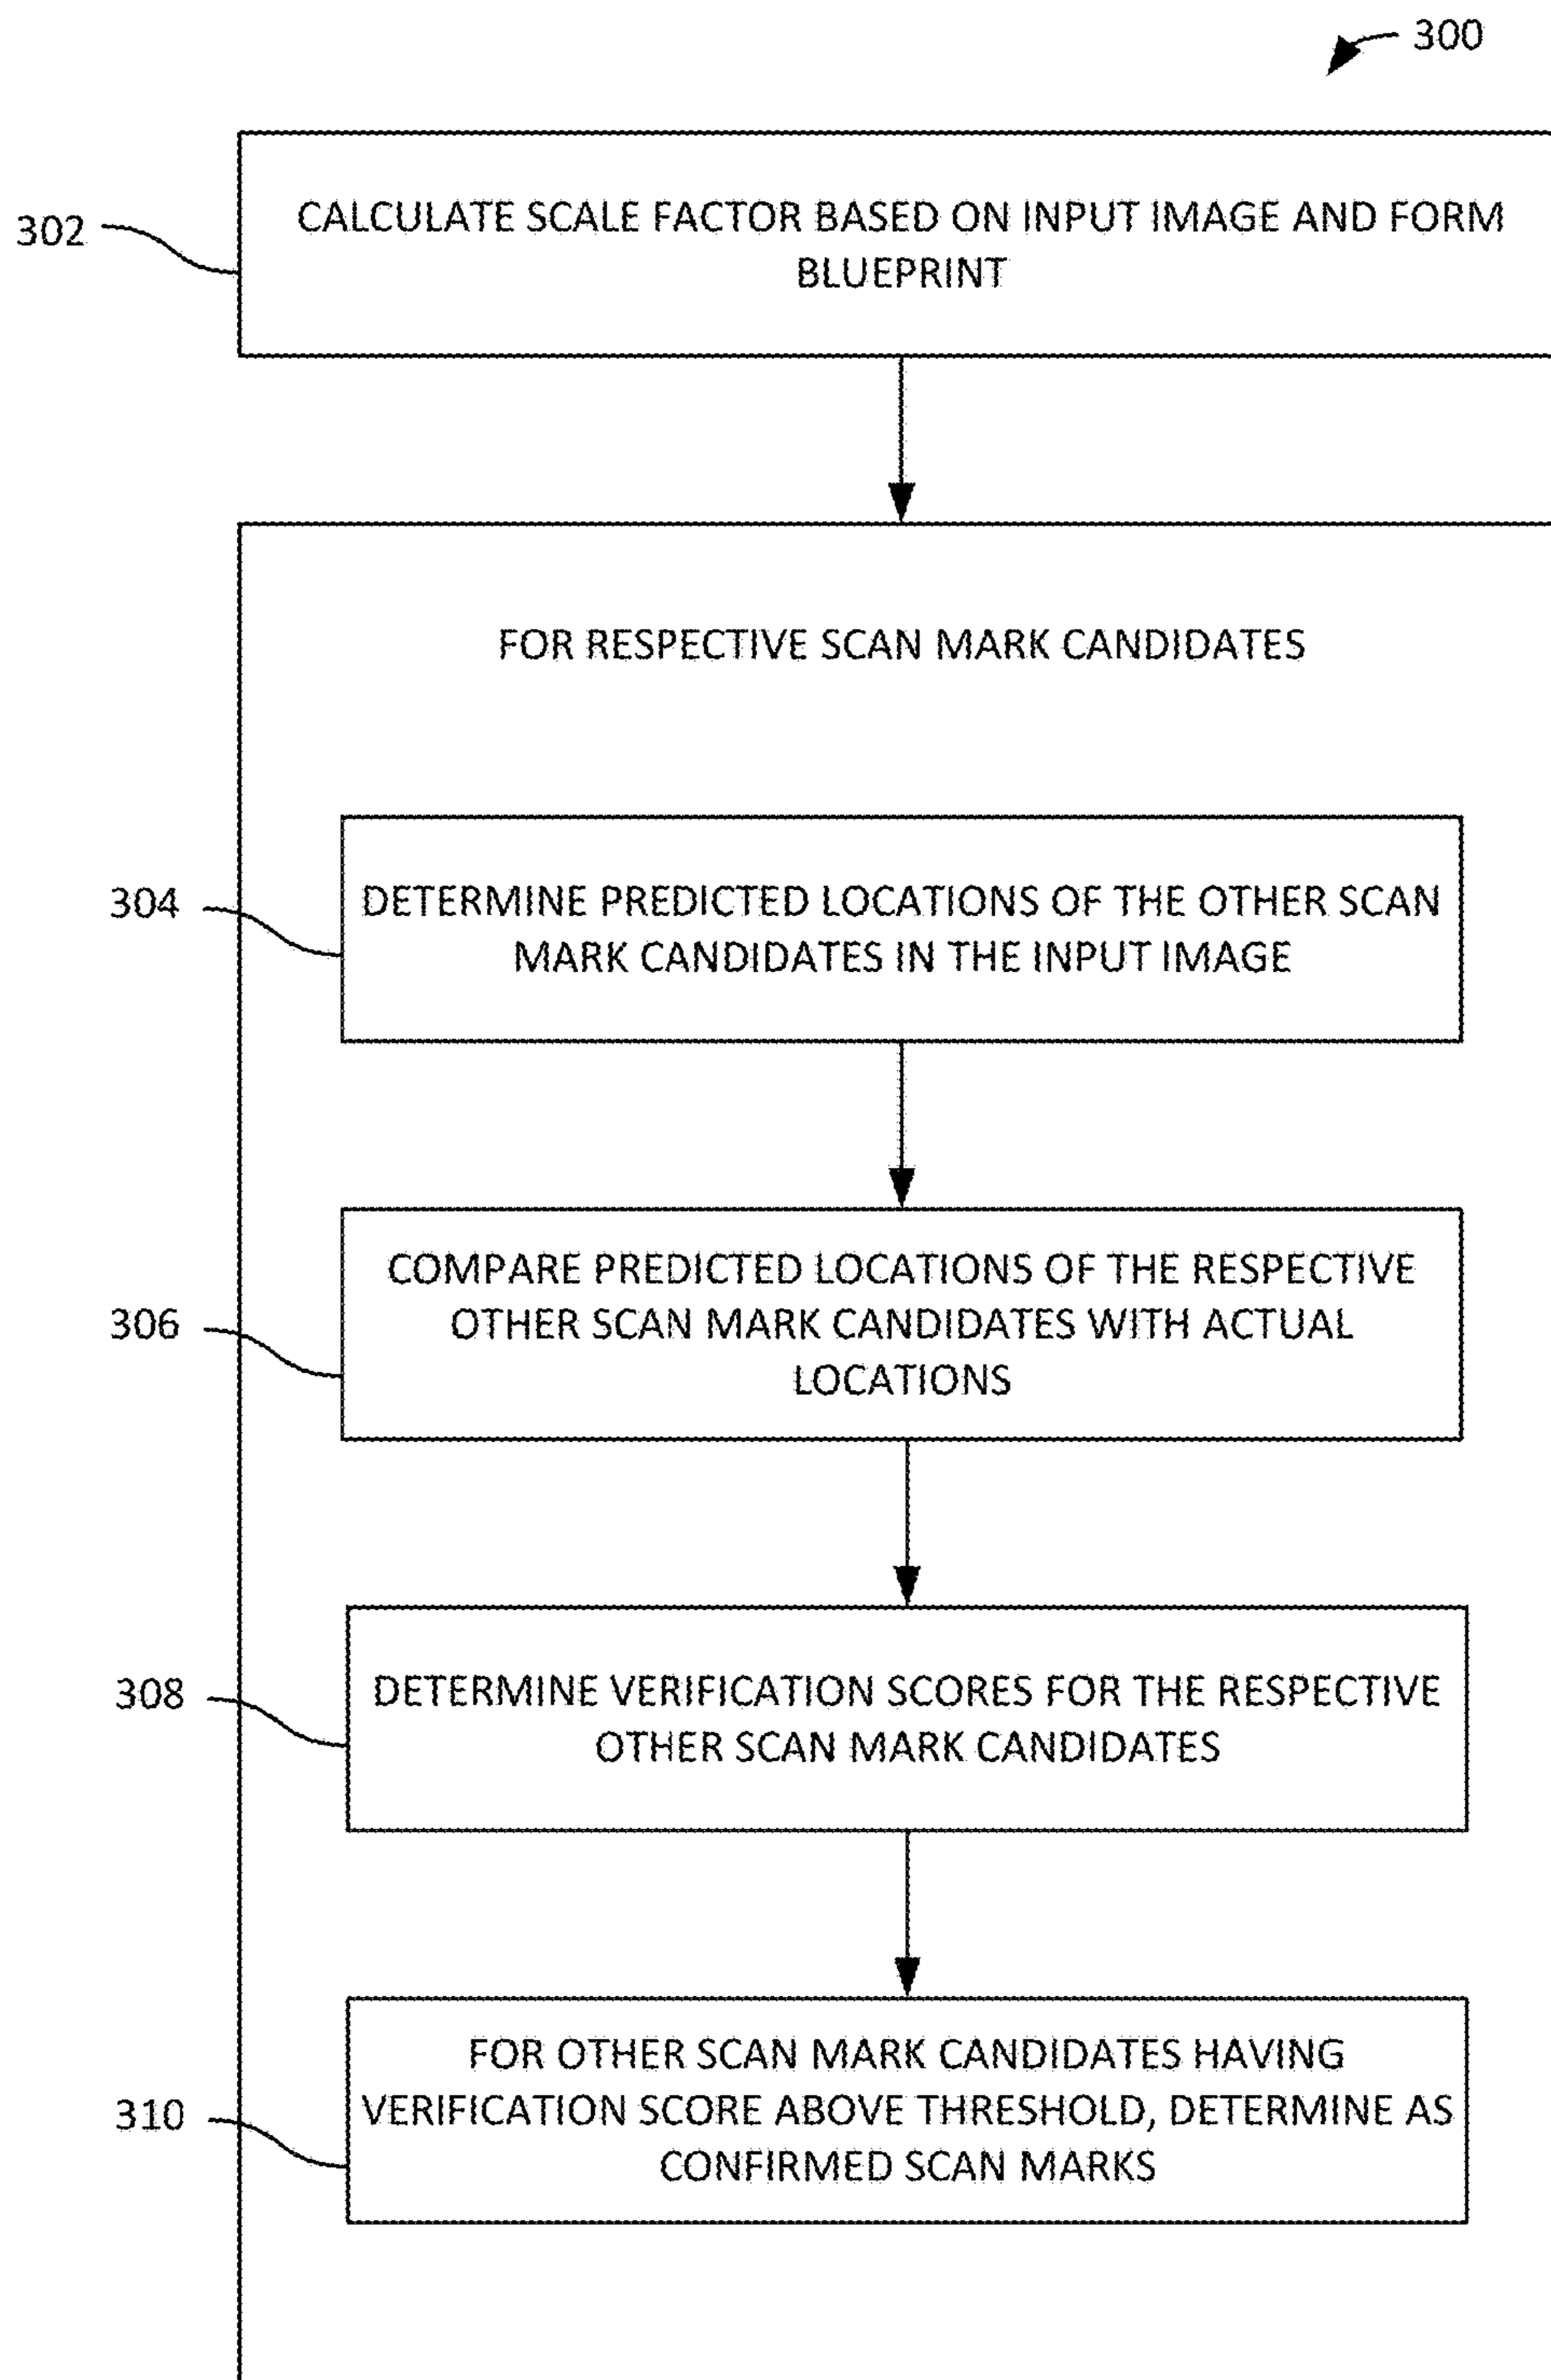 300
302
CALCULATE SCALE FACTOR BASED ON INPUT IMAGE AND FORM
BLUEPRINT
FOR RESPECTIVE SCAN MARK CANDIDATES
304
DETERMINE PREDICTED LOCATIONS OF THE OTHER SCAN
MARK CANDIDATES IN THE INPUT IMAGE
306
COMPARE PREDICTED LOCATIONS OF THE RESPECTIVE
OTHER SCAN MARK CANDIDATES WITH ACTUAL
LOCATIONS
308
DETERMINE VERIFICATION SCORES FOR THE RESPECTIVE
OTHER SCAN MARK CANDIDATES
310
FOR OTHER SCAN MARK CANDIDATES HAVING
VERIFICATION SCORE ABOVE THRESHOLD, DETERMINE AS
CONFIRMED SCAN MARKS